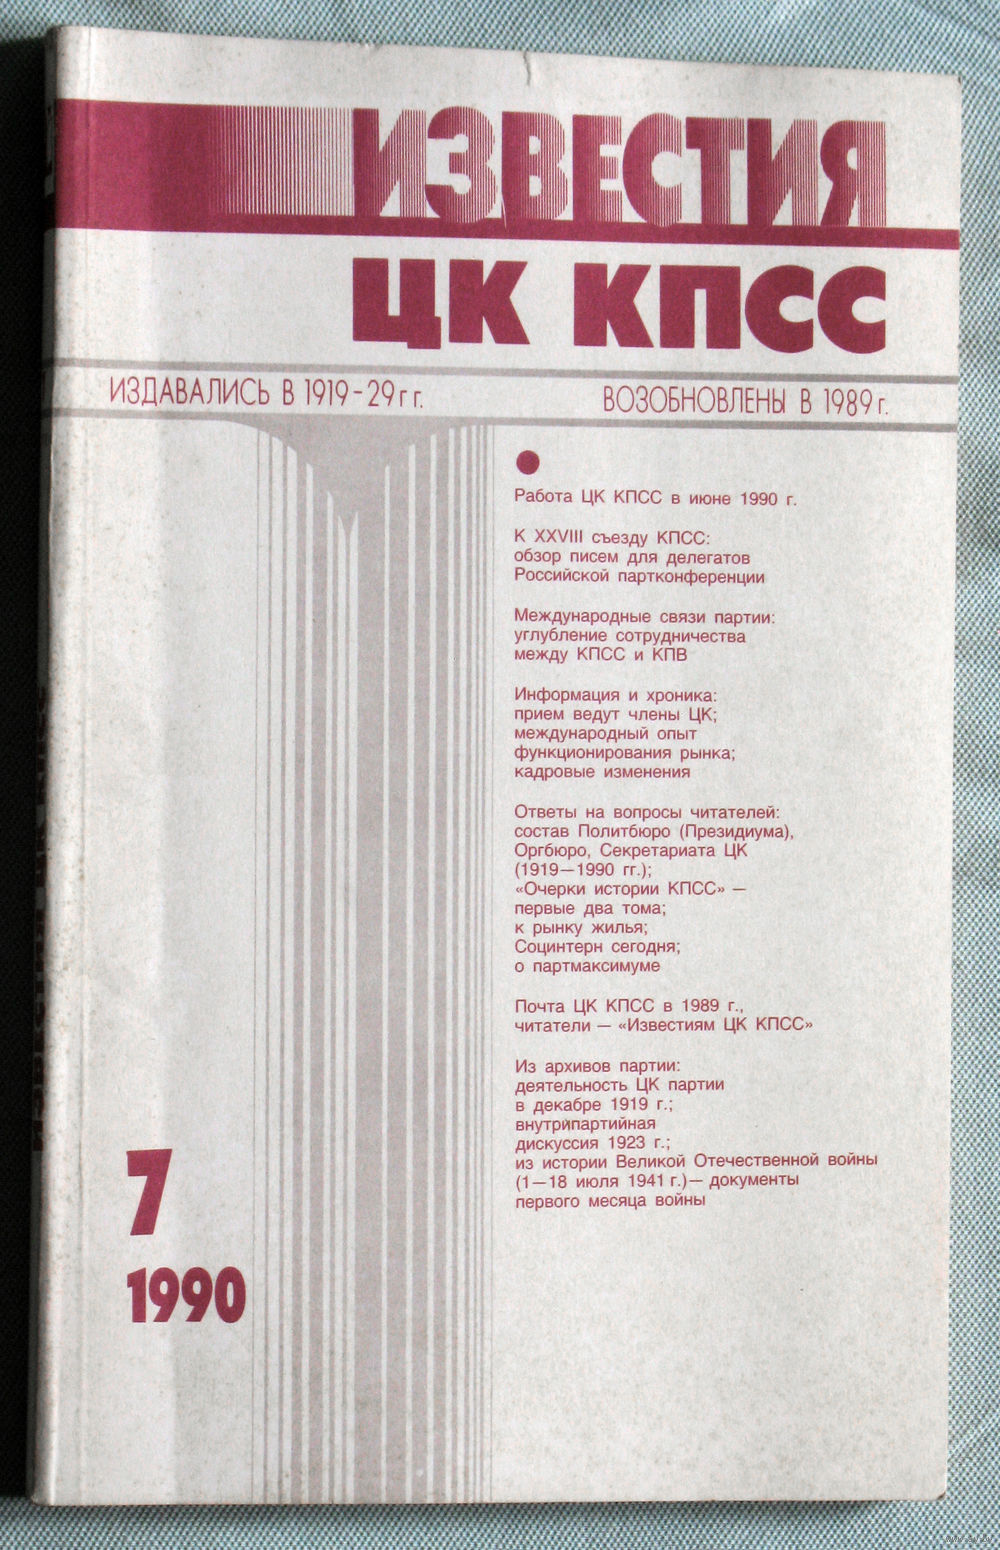 ИЗВЕСТИЯ
ЦК КПСС
ИЗДАВАЛИСЬ В 1919-29гг.
ВОЗОБНОВЛЕНЫ В 1989г.
Работа ЦК КПСС в июне 1990 г.
К XXVIII съезду КПСС:
обзор писем для делегатов
Российской партконференции
Международные связи партии:
углубление сотрудничества
между КПСС и КПВ
Информация и хроника:
прием ведут члены ЦК;
международный опыт
функционирования рынка;
кадровые изменения
Ответы на вопросы читателей:
состав Политбюро (Президиума),
Оргбюро, Секретариата ЦК
(1919—1990 гг.);
«Очерки истории КПСС» —
первые два тома;
к рынку жилья;
Социнтерн сегодня;
о партмаксимуме
Почта ЦК КПСС в 1989 г.,
читатели — «Известиям ЦК КПСС»
Из архивов партии:
деятельность ЦК партии
в декабре 1919 г.;
внутрипартийная
дискуссия 1923 г.;
из истории Великой Отечественной войны
(1—18 июля 1941 г.)— документы
первого месяца войны
7
1990